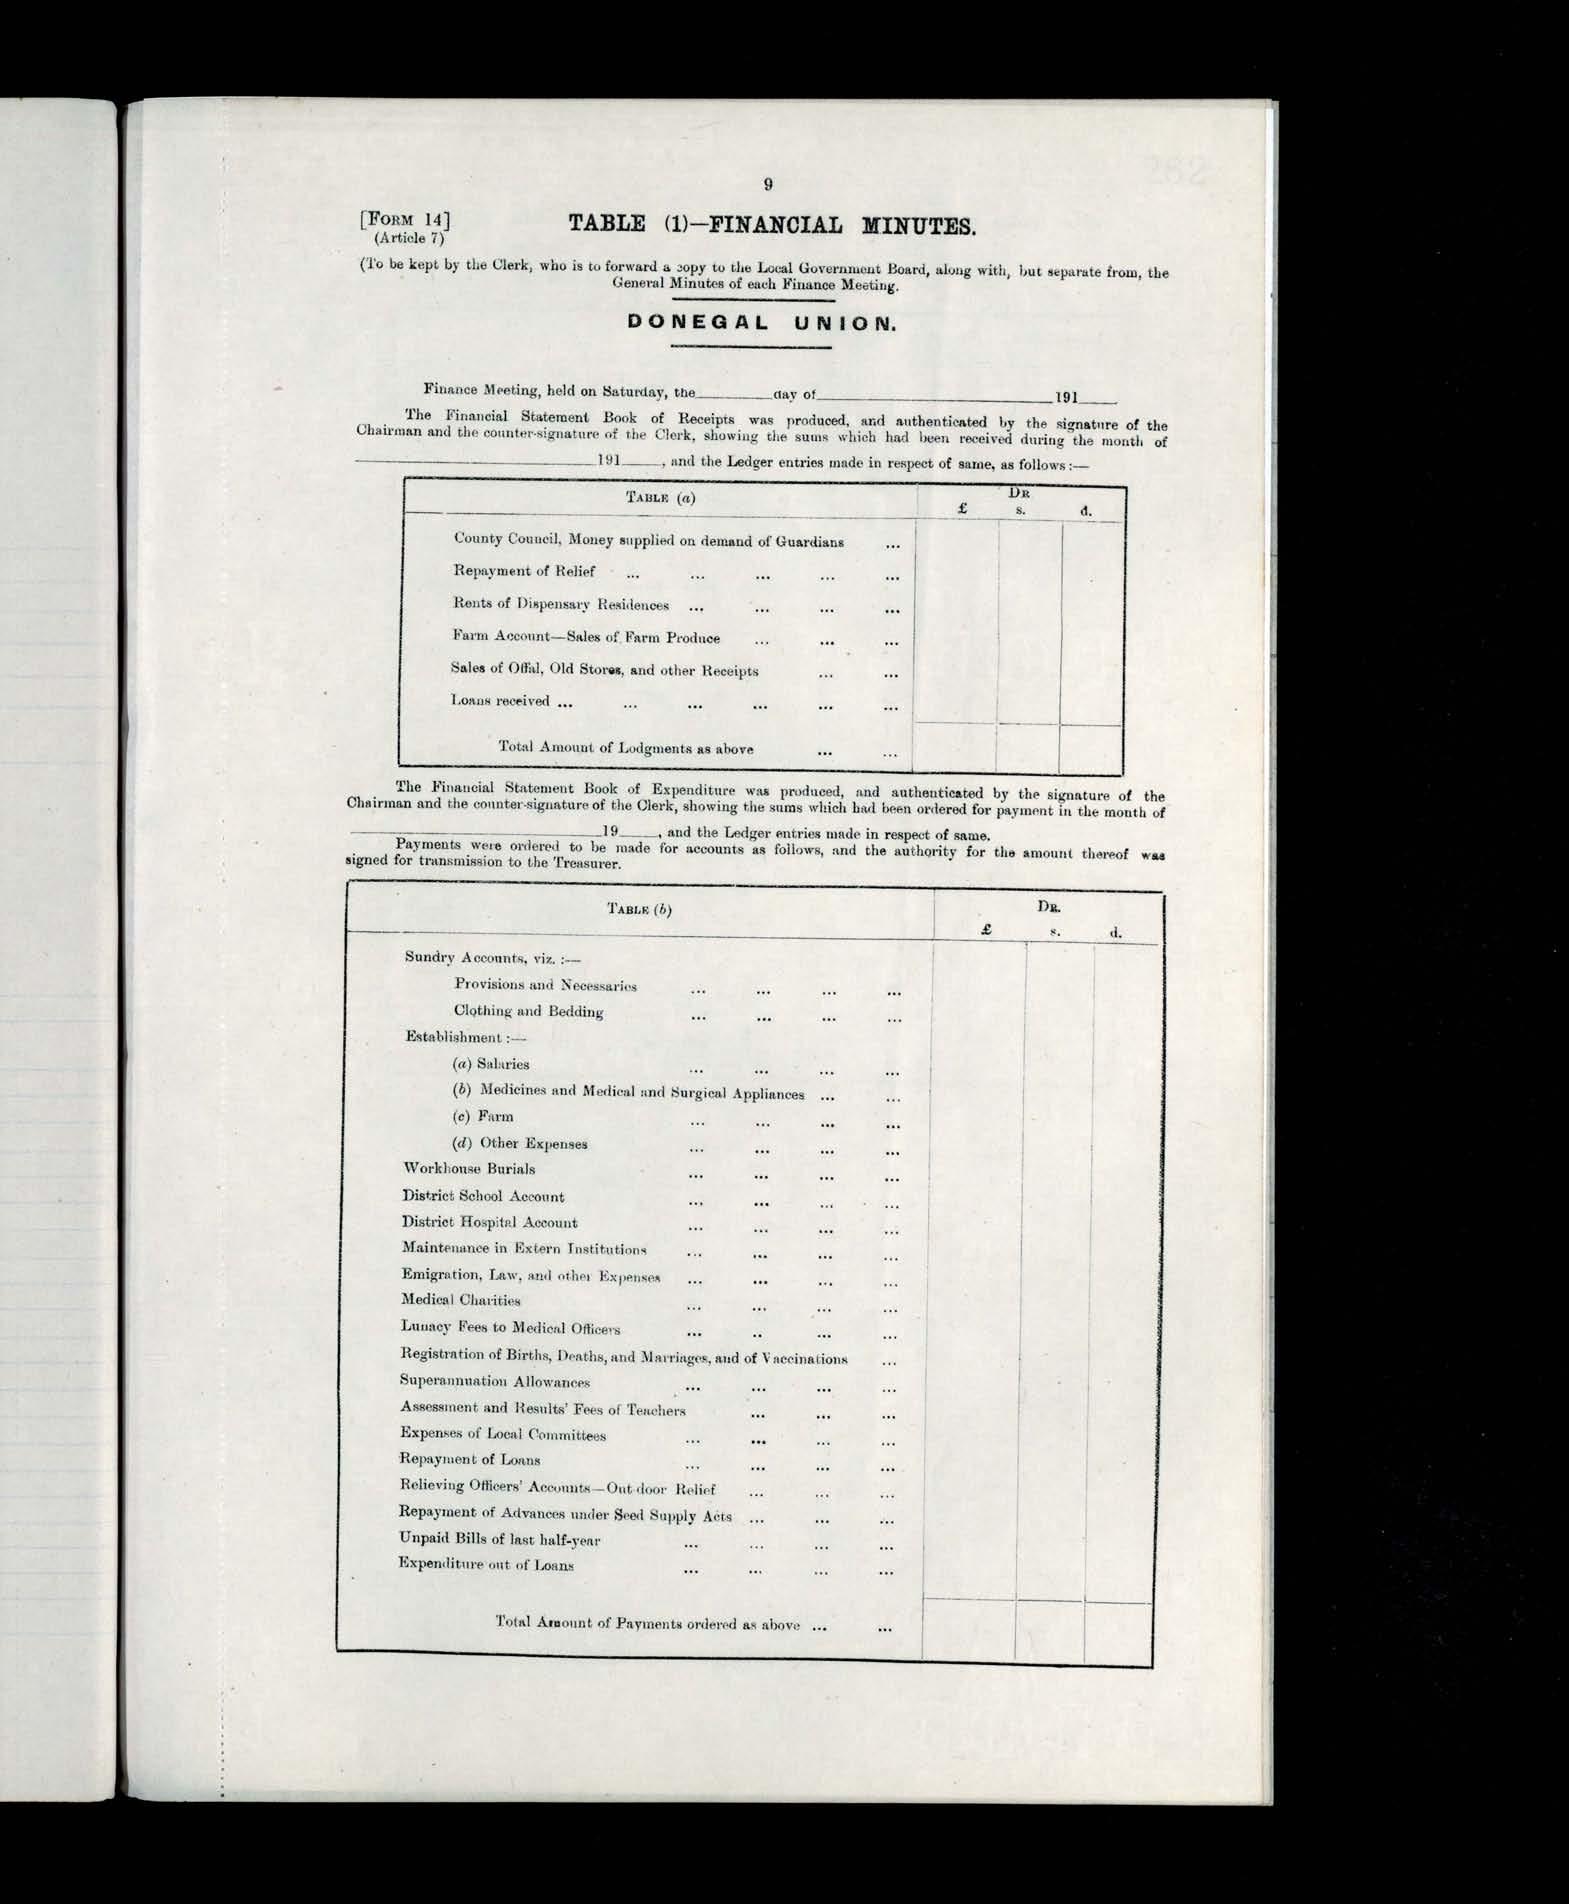 9
[FORM 14]
(Article 7)
TABLE (1)—FINANCIAL MINUTES.
(To be kept by the Clerk, who is to forward a copy to the Local Government Board, along with, but separate from, the
General Minutes of each Finance Meeting.
DONEGAL UNION.
Finance Meeting, held on Saturday, the________day of________________________191____
The Financial Statement Book of Receipts was produced, and authenticated by the signature of the
Chairman and the counter-signature of the Clerk, showing the sums which had been received during the month of
________________________191____, and the Ledger entries made in respect of same, as follows :—
TABLE (a)
DR
£ s. d.
County Council, Money supplied on demand of Guardians ...
Repayment of Relief ... ... ... ... ...
Rents of Dispensary Residences ... ... ... ...
Farm Account—Sales of Farm Produce ... ... ...
Sales of Offal, Old Stores, and other Receipts ... ...
Loans received ... ... ... ... ... ...
Total Amount of Lodgments as above ... ...
The Financial Statement Book of Expenditure was produced, and authenticated by the signature of the
Chairman and the counter-signature of the Clerk, showing the sums which had been ordered for payment in the month of
________________________19____, and the Ledger entries made in respect of same.
Payments were ordered to be made for accounts as follows, and the authority for the amount thereof was
signed for transmission to the Treasurer.
TABLE (b)
DR.
£ s. d.
Sundry Accounts, viz. :—
Provisions and Necessaries ... ... ... ...
Clothing and Bedding ... ... ... ...
Establishment :—
(a) Salaries ... ... ... ...
(b) Medicines and Medical and Surgical Appliances ... ...
(c) Farm ... ... ... ...
(d) Other Expenses ... ... ... ...
Workhouse Burials ... ... ... ...
District School Account ... ... ... ...
District Hospital Account ... ... ... ...
Maintenance in Extern Institutions ... ... ... ...
Emigration, Law, and other Expenses ... ... ... ...
Medical Charities ... ... ... ...
Lunacy Fees to Medical Officers ... .. ... ...
Registration of Births, Deaths, and Marriages, and of Vaccinations ...
Superannuation Allowances ... ... ... ...
Assessment and Results' Fees of Teachers ... ... ...
Expenses of Local Committees ... ... ... ...
Repayment of Loans ... ... ... ...
Relieving Officers' Accounts—Out-door Relief ... ... ...
Repayment of Advances under Seed Supply Acts ... ... ...
Unpaid Bills of last half-year ... ... ... ...
Expenditure out of Loans ... ... ... ...
Total Amount of Payments ordered as above ... ...